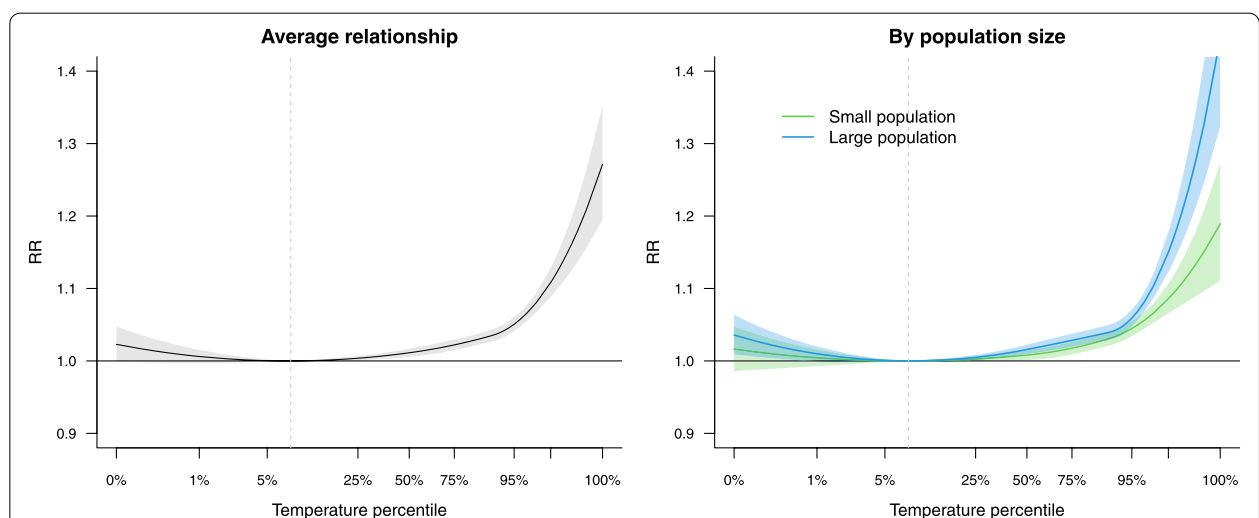 Average relationship
RR
1.4
1.3
1.2
1.1
1.0
0.9
0% 1% 5% 25% 50% 75% 95% 100%
Temperature percentile
By population size
RR
1.4
1.3
1.2
1.1
1.0
0.9
Small population
Large population
0% 1% 5% 25% 50% 75% 95% 100%
Temperature percentile